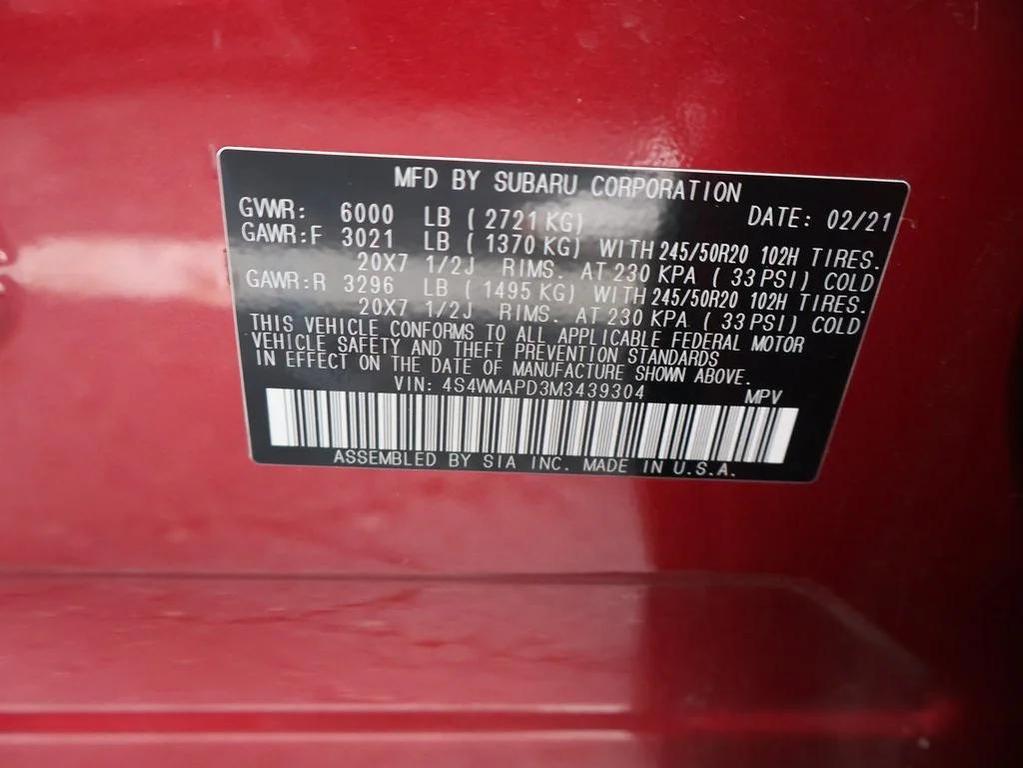 MFD BY SUBARU CORPORATION
GVWR: 6000 LB ( 2721 KG) DATE: 02/21
GAWR:F 3021 LB ( 1370 KG) WITH 245/50R20 102H TIRES.
20X7 1/2J RIMS. AT 230 KPA ( 33 PSI) COLD
GAWR:R 3296 LB ( 1495 KG) WITH 245/50R20 102H TIRES.
20X7 1/2J RIMS. AT 230 KPA ( 33 PSI) COLD
THIS VEHICLE CONFORMS TO ALL APPLICABLE FEDERAL MOTOR
VEHICLE SAFETY AND THEFT PREVENTION STANDARDS
IN EFFECT ON THE DATE OF MANUFACTURE SHOWN ABOVE.
VIN: 4S4WMAPD3M3439304 MPV
ASSEMBLED BY SIA INC. MADE IN U.S.A.